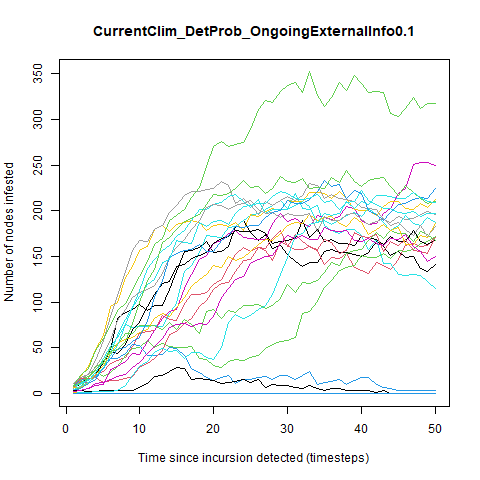 CurrentClim_DetProb_OngoingExternalInfo0.1
Number of nodes infested
350
300
250
200
150
100
50
0
0 10 20 30 40 50
Time since incursion detected (timesteps)